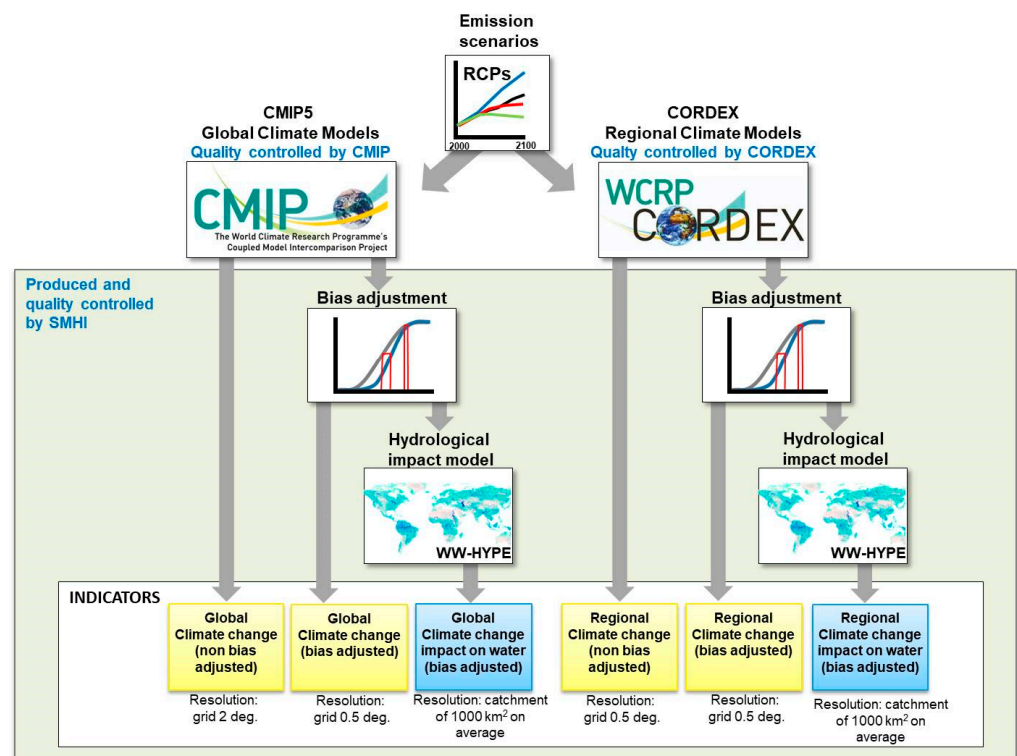 Emission
scenarios
RCPs
2000
2100
CMIP5
Global Climate Models
Quality controlled by CMIP
CMIP
The World Climate Research Programme's
Coupled Model Intercomparison Project
CORDEX
Regional Climate Models
Qualty controlled by CORDEX
WCRP
CORDEX
Produced and
quality controlled
by SMHI
Bias adjustment
Hydrological
impact model
WW-HYPE
Bias adjustment
Hydrological
impact model
WW-HYPE
INDICATORS
Global
Climate change
(non bias
adjusted)
Resolution:
grid 2 deg.
Global
Climate change
(bias adjusted)
Resolution:
grid 0.5 deg.
Global
Climate change
impact on water
(bias adjusted)
Resolution: catchment
of 1000 km² on
average
Regional
Climate change
(non bias
adjusted)
Resolution:
grid 0.5 deg.
Regional
Climate change
(bias adjusted)
Resolution:
grid 0.5 deg.
Regional
Climate change
impact on water
(bias adjusted)
Resolution: catchment
of 1000 km² on
average